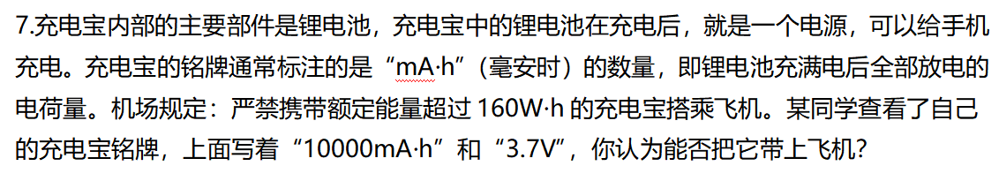 7.充电宝内部的主要部件是锂电池，充电宝中的锂电池在充电后，就是一个电源，可以给手机
充电。充电宝的铭牌通常标注的是“mA·h”（毫安时）的数量，即锂电池充满电后全部放电的
电荷量。机场规定：严禁携带额定能量超过 160W·h 的充电宝搭乘飞机。某同学查看了自己
的充电宝铭牌，上面写着“10000mA·h”和“3.7V”，你认为能否把它带上飞机？